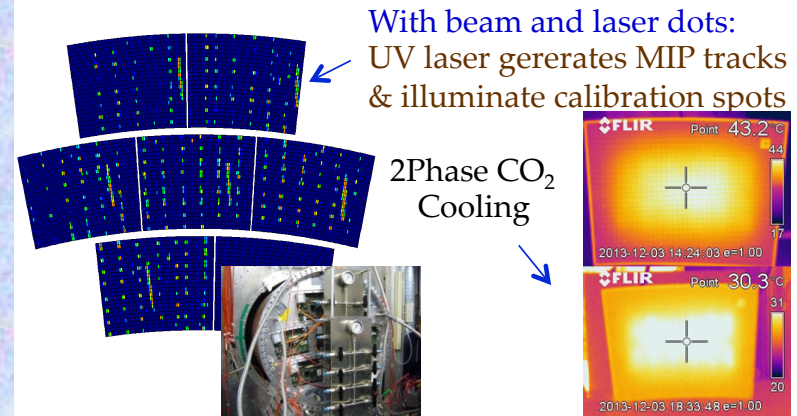 With beam and laser dots:
UV laser gererates MIP tracks
& illuminate calibration spots
2Phase CO₂
Cooling
FLIR Point 43.2 °C
44
17
2013-12-03 14:24:03 e=1.00
FLIR Point 30.3 °C
31
20
2013-12-03 18:33:48 e=1.00